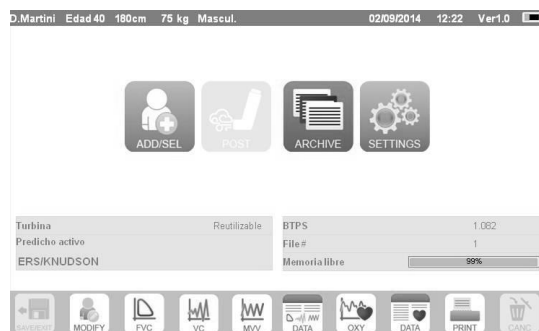 D.Martini Edad 40 180cm 75 kg Mascul. 02/09/2014 12:22 Ver1.0
ADD/SEL POST ARCHIVE SETTINGS
Turbina Reutilizable
Predicho activo
ERS/KNUDSON
BTPS 1.082
File# 1
Memoria libre 99%
SAVE/EXIT MODIFY FVC VC MVV DATA OXY DATA PRINT CANC